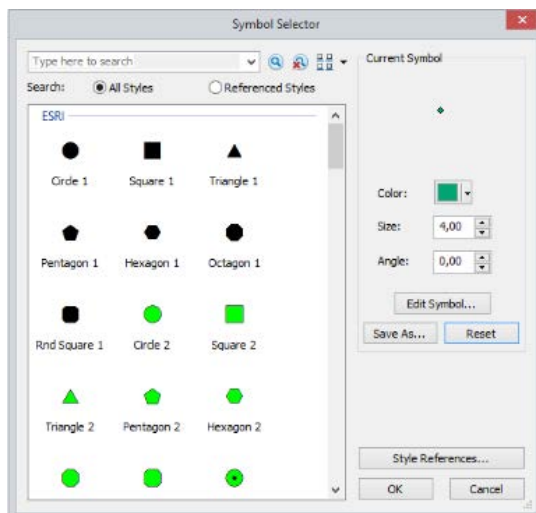 Symbol Selector
Type here to search
Search:
All Styles
Referenced Styles
ESRI
Circle 1
Square 1
Triangle 1
Pentagon 1
Hexagon 1
Octagon 1
Rnd Square 1
Circle 2
Square 2
Triangle 2
Pentagon 2
Hexagon 2
Current Symbol
Color:
Size:
4,00
Angle:
0,00
Edit Symbol...
Save As...
Reset
Style References...
OK
Cancel